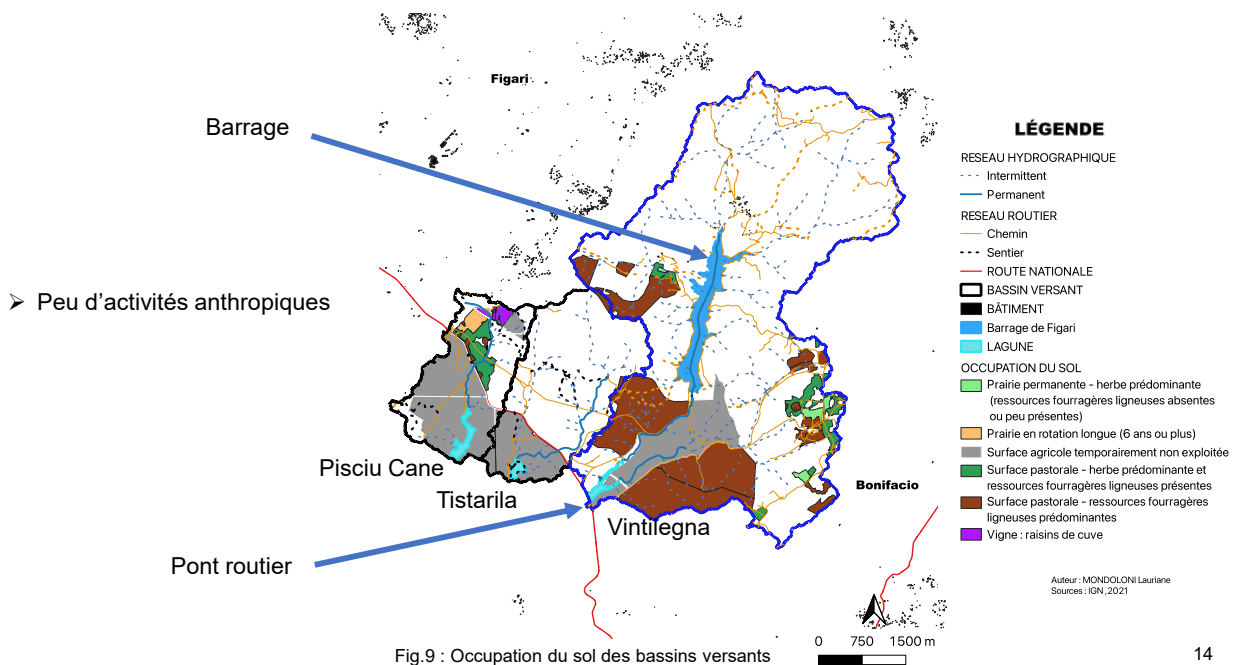 Figari
Barrage
➢ Peu d'activités anthropiques
Pisciu Cane
Tistarila
Vintilegna
Bonifacio
Pont routier
LÉGENDE
RESEAU HYDROGRAPHIQUE
Intermittent
Permanent
RESEAU ROUTIER
Chemin
Sentier
ROUTE NATIONALE
BASSIN VERSANT
BÂTIMENT
Barrage de Figari
LAGUNE
OCCUPATION DU SOL
Prairie permanente - herbe prédominante
(ressources fourragères ligneuses absentes
ou peu présentes)
Prairie en rotation longue (6 ans ou plus)
Surface agricole temporairement non exploitée
Surface pastorale - herbe prédominante et
ressources fourragères ligneuses présentes
Surface pastorale - ressources fourragères
ligneuses prédominantes
Vigne : raisins de cuve
Auteur : MONDOLONI Lauriane
Sources : IGN ,2021
0 750 1500 m
Fig.9 : Occupation du sol des bassins versants
14